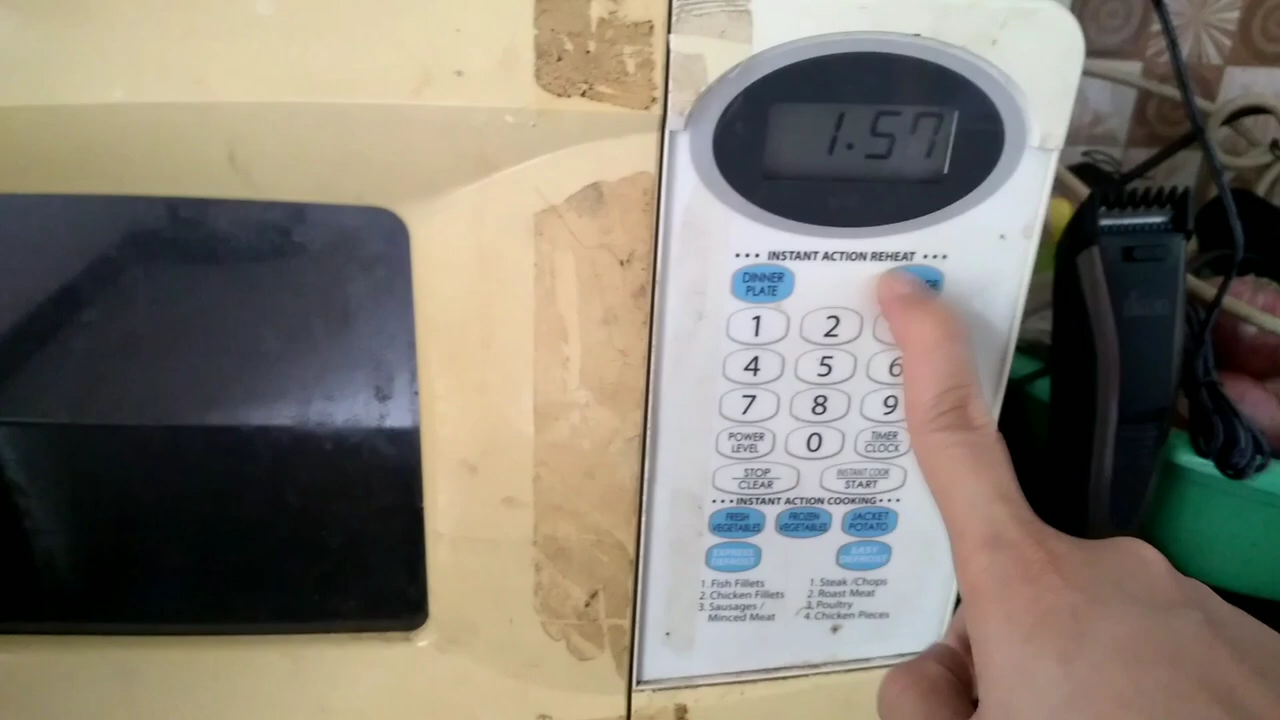 1.57
••• INSTANT ACTION REHEAT •••
DINNER
PLATE
1 2
4 5 6
7 8 9
POWER
LEVEL
0
TIMER
CLOCK
STOP
CLEAR
INSTANT COOK
START
•••INSTANT ACTION COOKING•••
FRESH
VEGETABLES
FROZEN
VEGETABLES
JACKET
POTATO
EXPRESS
DEFROST
EASY
DEFROST
1. Fish Fillets
2. Chicken Fillets
3. Sausages /
Minced Meat
1. Steak /Chops
2. Roast Meat
3. Poultry
4. Chicken Pieces